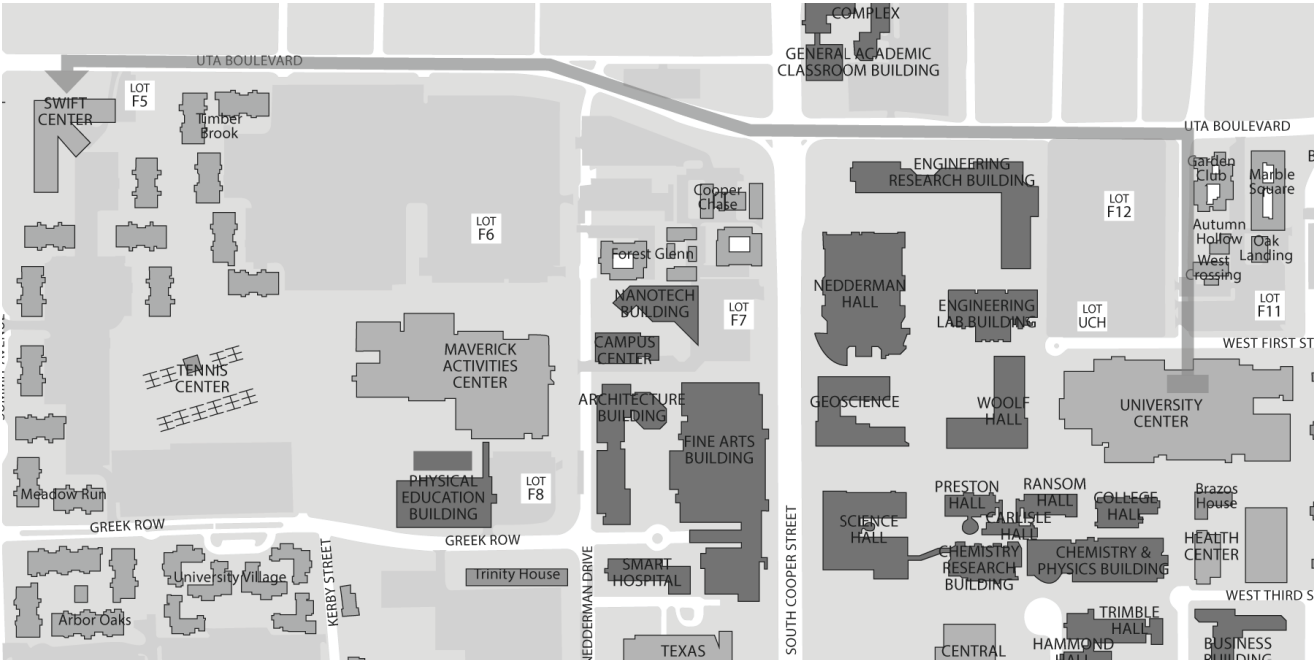 COMPLEX
GENERAL ACADEMIC
CLASSROOM BUILDING
UTA BOULEVARD
LOT
F5
SWIFT
CENTER
Timber
Brook
UTA BOULEVARD
ENGINEERING
RESEARCH BUILDING
Garden
Club
Marble
Square
Cooper
Chase
LOT
F12
LOT
F6
Autumn
Hollow
Oak
Landing
West
Crossing
Forest Glenn
NEDDERMAN
HALL
NANOTECH
BUILDING
LOT
F7
ENGINEERING
LAB BUILDING
LOT
UCH
LOT
F11
WEST FIRST ST
CAMPUS
CENTER
MAVERICK
ACTIVITIES
CENTER
TENNIS
CENTER
ARCHITECTURE
BUILDING
GEOSCIENCE
WOOLF
HALL
UNIVERSITY
CENTER
FINE ARTS
BUILDING
PHYSICAL
EDUCATION
BUILDING
LOT
F8
Meadow Run
PRESTON
HALL
RANSOM
HALL
COLLEGE
HALL
Brazos
House
CARLISLE
HALL
SCIENCE
HALL
GREEK ROW
GREEK ROW
HEALTH
CENTER
CHEMISTRY
RESEARCH
BUILDING
CHEMISTRY &
PHYSICS BUILDING
University Village
KERBY STREET
Trinity House
NEDDERMAN DRIVE
SMART
HOSPITAL
SOUTH COOPER STREET
WEST THIRD S
Arbor Oaks
TRIMBLE
HALL
TEXAS
CENTRAL
HAMMOND
HALL
BUSINESS
BUILDING